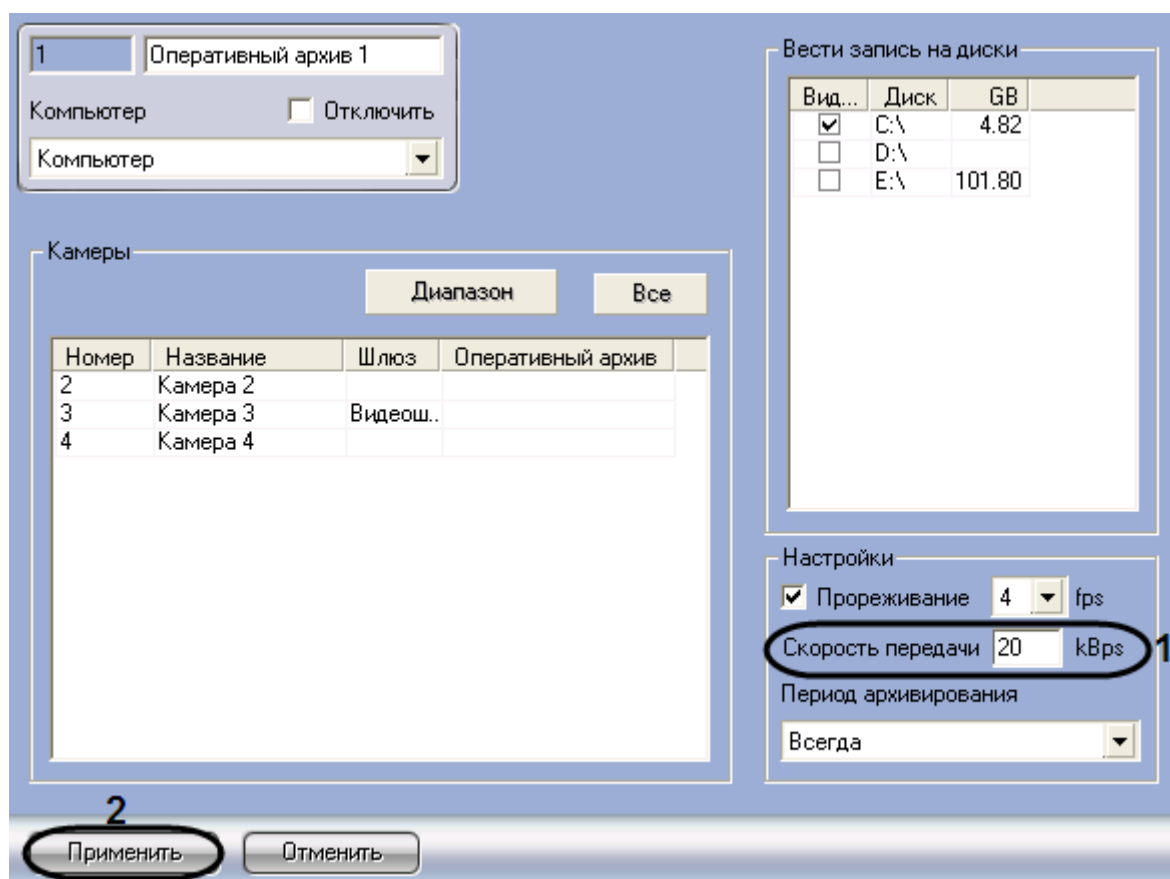 1 Оперативный архив 1
Компьютер Отключить
Компьютер
Вести запись на диски
Вид... Диск GB
C:\ 4.82
D:\
E:\ 101.80
Камеры
Диапазон Все
Номер Название Шлюз Оперативный архив
2 Камера 2
3 Камера 3 Видеош..
4 Камера 4
Настройки
Прореживание 4 fps
Скорость передачи 20 kBps 1
Период архивирования
Всегда
2
Применить Отменить